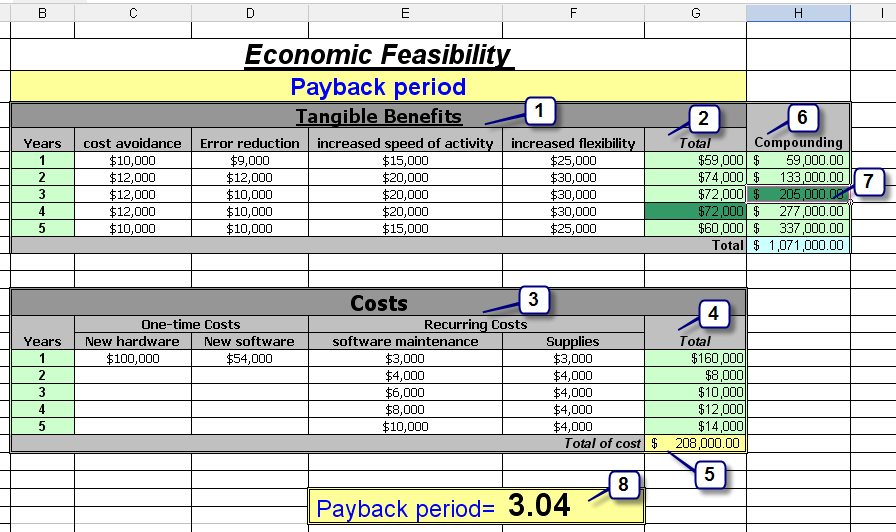 B C D E F G H I
Economic Feasibility
Payback period
Tangible Benefits 1 2 6
Years cost avoidance Error reduction increased speed of activity increased flexibility Total Compounding
1 $10,000 $9,000 $15,000 $25,000 $59,000 $ 59,000.00
2 $12,000 $12,000 $20,000 $30,000 $74,000 $ 133,000.00
3 $12,000 $10,000 $20,000 $30,000 $72,000 $ 205,000.00 7
4 $12,000 $10,000 $20,000 $30,000 $72,000 $ 277,000.00
5 $10,000 $10,000 $15,000 $25,000 $60,000 $ 337,000.00
Total $ 1,071,000.00
Costs 3 4
One-time Costs Recurring Costs
Years New hardware New software software maintenance Supplies Total
1 $100,000 $54,000 $3,000 $3,000 $160,000
2 $4,000 $4,000 $8,000
3 $6,000 $4,000 $10,000
4 $8,000 $4,000 $12,000
5 $10,000 $4,000 $14,000
Total of cost $ 208,000.00
5
Payback period= 3.04 8